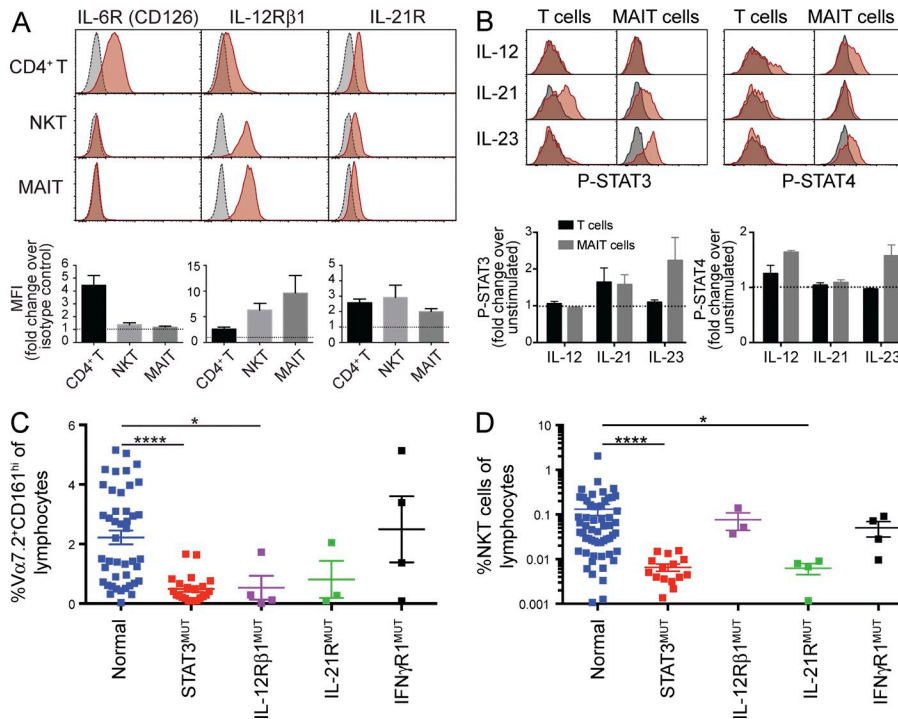 A
IL-6R (CD126)
IL-12Rβ1
IL-21R
CD4⁺ T
NKT
MAIT
MFI
(fold change over
isotype control)
5
4
3
2
1
0
CD4⁺ T
NKT
MAIT
15
10
5
0
CD4⁺ T
NKT
MAIT
5
4
3
2
1
0
CD4⁺ T
NKT
MAIT
B
T cells
MAIT cells
T cells
MAIT cells
IL-12
IL-21
IL-23
P-STAT3
P-STAT4
P-STAT3
(fold change over
unstimulated)
3
2
1
0
T cells
MAIT cells
IL-12
IL-21
IL-23
P-STAT4
(fold change over
unstimulated)
2
1
0
IL-12
IL-21
IL-23
C
%Vα7.2⁺CD161ʰⁱ of
lymphocytes
6
4
2
0
*
****
Normal
STAT3ᴹᵁᵀ
IL-12Rβ1ᴹᵁᵀ
IL-21Rᴹᵁᵀ
IFNγR1ᴹᵁᵀ
D
%NKT cells of
lymphocytes
10
1
0.1
0.01
0.001
*
****
Normal
STAT3ᴹᵁᵀ
IL-12Rβ1ᴹᵁᵀ
IL-21Rᴹᵁᵀ
IFNγR1ᴹᵁᵀ